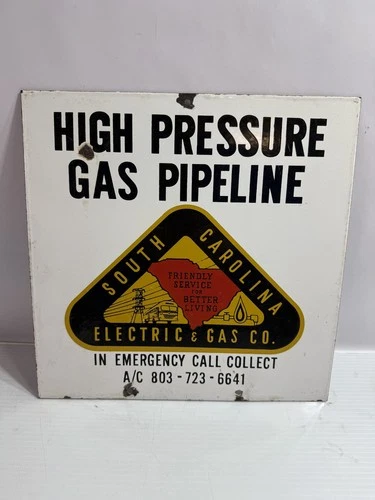 HIGH PRESSURE
GAS PIPELINE
SOUTH CAROLINA
FRIENDLY
SERVICE
FOR
BETTER
LIVING
ELECTRIC & GAS CO.
IN EMERGENCY CALL COLLECT
A/C 803-723-6641